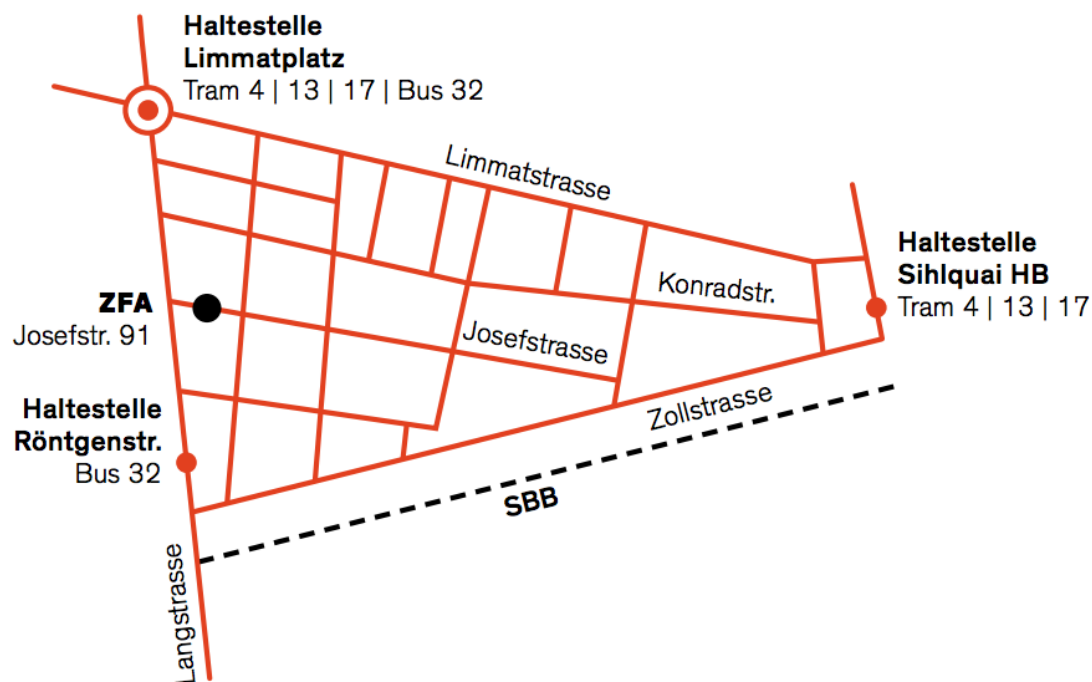 Haltestelle
Limmatplatz
Tram 4 | 13 | 17 | Bus 32
Limmatstrasse
Haltestelle
Sihlquai HB
Tram 4 | 13 | 17
Konradstr.
ZFA
Josefstr. 91
Josefstrasse
Haltestelle
Röntgenstr.
Bus 32
Zollstrasse
SBB
Langstrasse